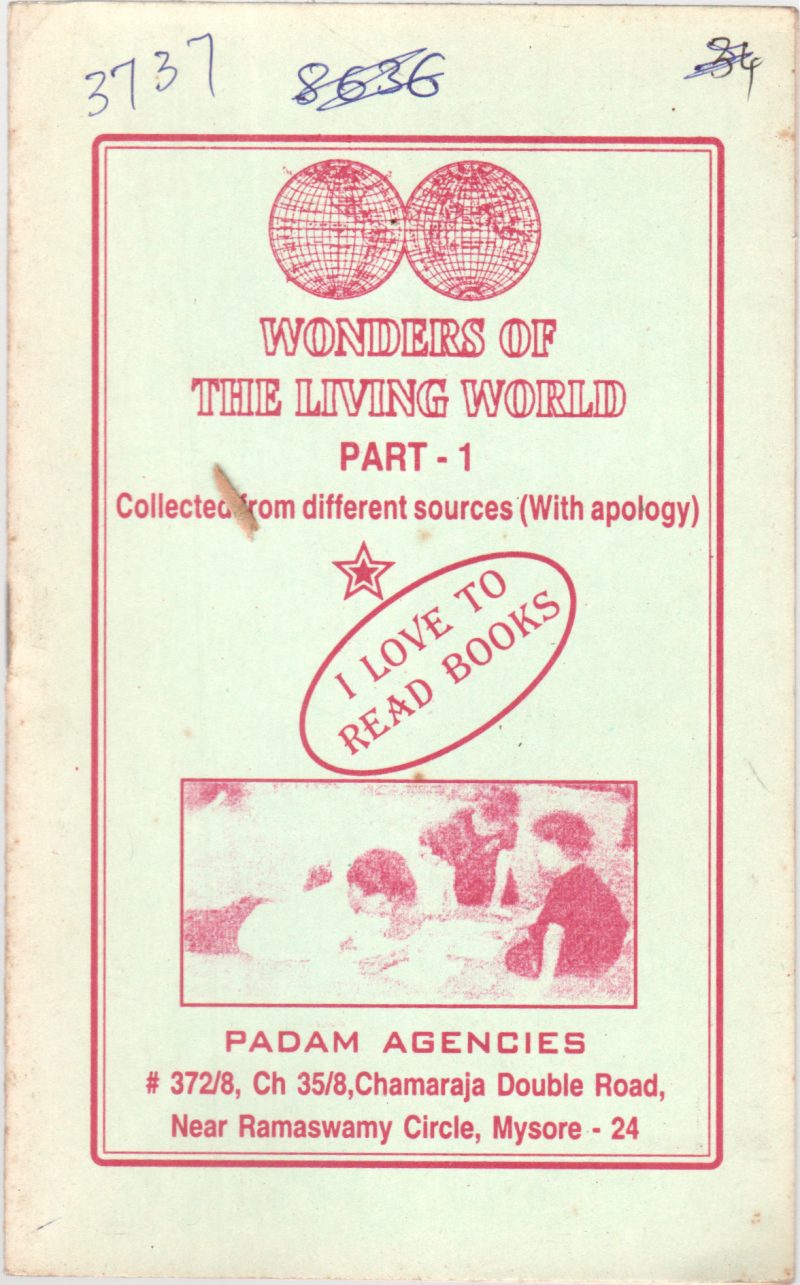 3737 8636 34
WONDERS OF
THE LIVING WORLD
PART - 1
Collected from different sources (With apology)
I LOVE TO
READ BOOKS
PADAM AGENCIES
# 372/8, Ch 35/8,Chamaraja Double Road,
Near Ramaswamy Circle, Mysore - 24